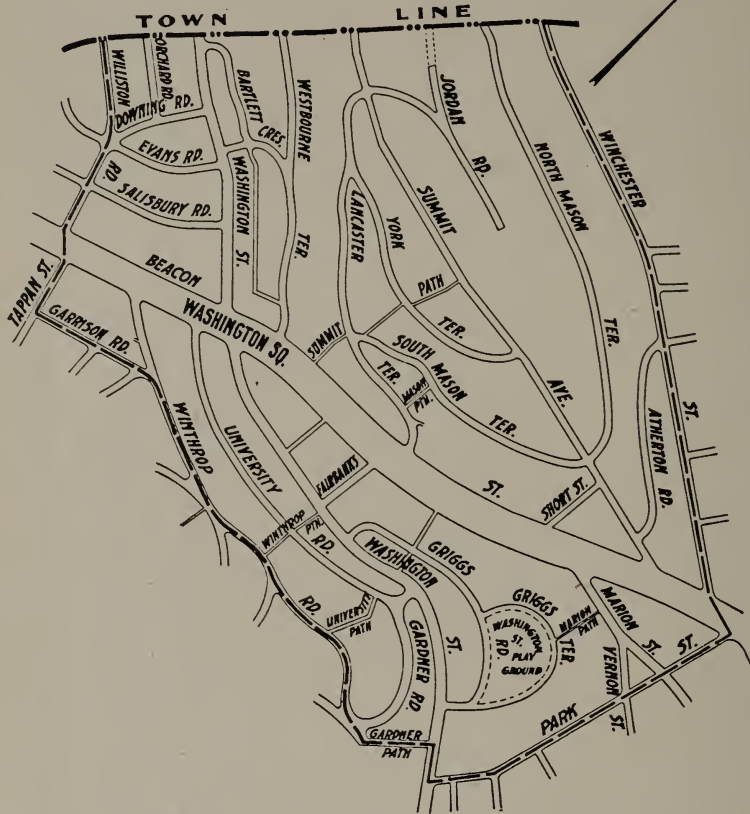 TOWN LINE
WILLISTON
RD.
ORCHARD RD.
DOWNING RD.
BARTLETT
CRES.
WESTBOURNE
TER.
JORDAN
RD.
NORTH MASON
TER.
WINCHESTER
ST.
EVANS RD.
SALISBURY RD.
WASHINGTON
ST.
LANCASTER
TER.
YORK
TER.
SUMMIT
AVE.
BEACON
ST.
WASHINGTON SQ.
SUMMIT
PATH
SOUTH MASON
TER.
MASON
PTH.
ATHERTON RD.
TAPPAN ST.
GARRISON RD.
WINTHROP
RD.
UNIVERSITY
RD.
FAIRBANKS
ST.
SHORT ST.
WINTHROP
PTH.
WASHINGTON
ST.
GRIGGS
RD.
GRIGGS
TER.
WASHINGTON
ST.
PLAY
GROUND
MARION
PATH
MARION
ST.
VERNON
ST.
UNIVERSITY
PATH
GARDNER RD.
GARDNER
PATH
PARK
ST.